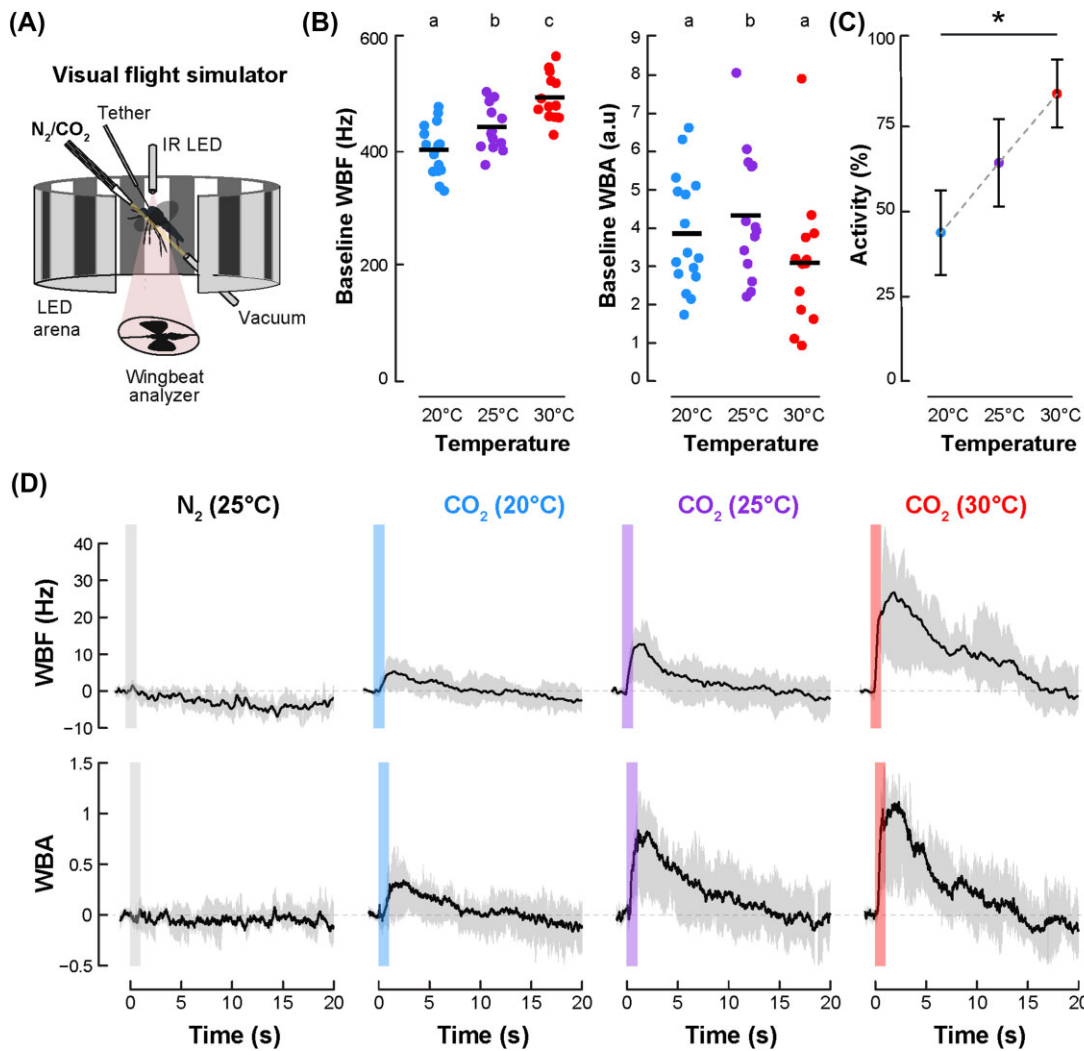 (A)
Visual flight simulator
Tether
N2/CO2
IR LED
LED
arena
Vacuum
Wingbeat
analyzer
(B)
a b c
Baseline WBF (Hz)
600
400
200
0
20°C 25°C 30°C
Temperature
a b a
Baseline WBA (a.u)
9
8
7
6
5
4
3
2
1
0
20°C 25°C 30°C
Temperature
(C)
*
Activity (%)
100
75
50
25
0
20°C 25°C 30°C
Temperature
(D)
N2 (25°C) CO2 (20°C) CO2 (25°C) CO2 (30°C)
WBF (Hz)
40
30
20
10
0
−10
WBA
1.5
1
0.5
0
−0.5
0 5 10 15 20 0 5 10 15 20 0 5 10 15 20 0 5 10 15 20
Time (s) Time (s) Time (s) Time (s)